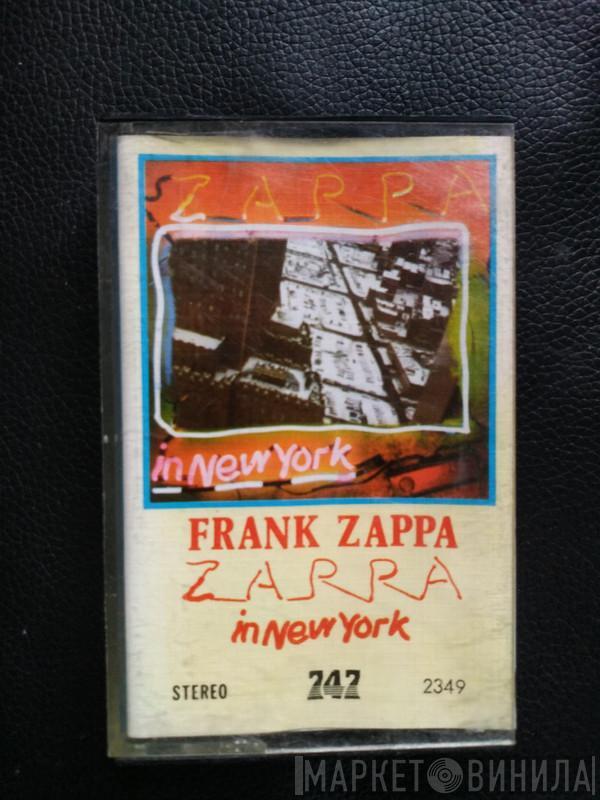 ZAPPA
in New York
FRANK ZAPPA
ZAPPA
in New York
STEREO 747 2349
МАРКЕТ ВИНИЛА